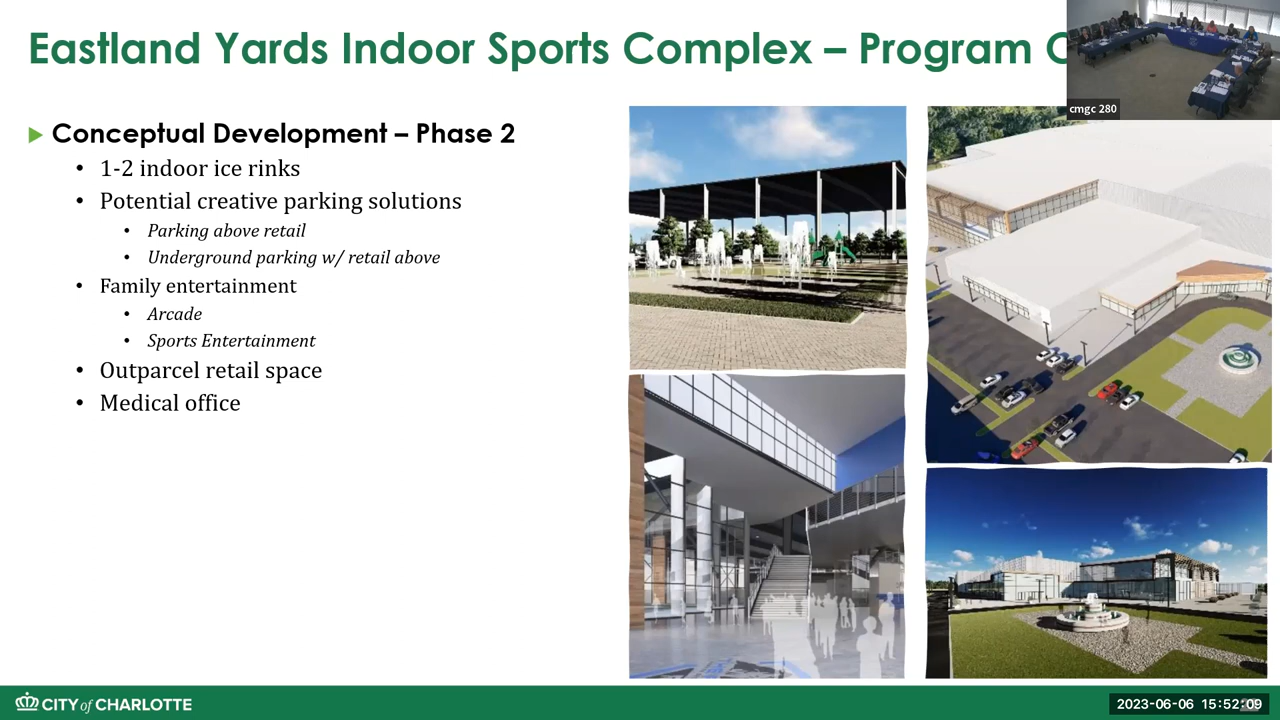 Eastland Yards Indoor Sports Complex – Program
cmgc 280
Conceptual Development – Phase 2
• 1-2 indoor ice rinks
• Potential creative parking solutions
• Parking above retail
• Underground parking w/ retail above
• Family entertainment
• Arcade
• Sports Entertainment
• Outparcel retail space
• Medical office
CITY of CHARLOTTE
2023-06-06 15:52:09